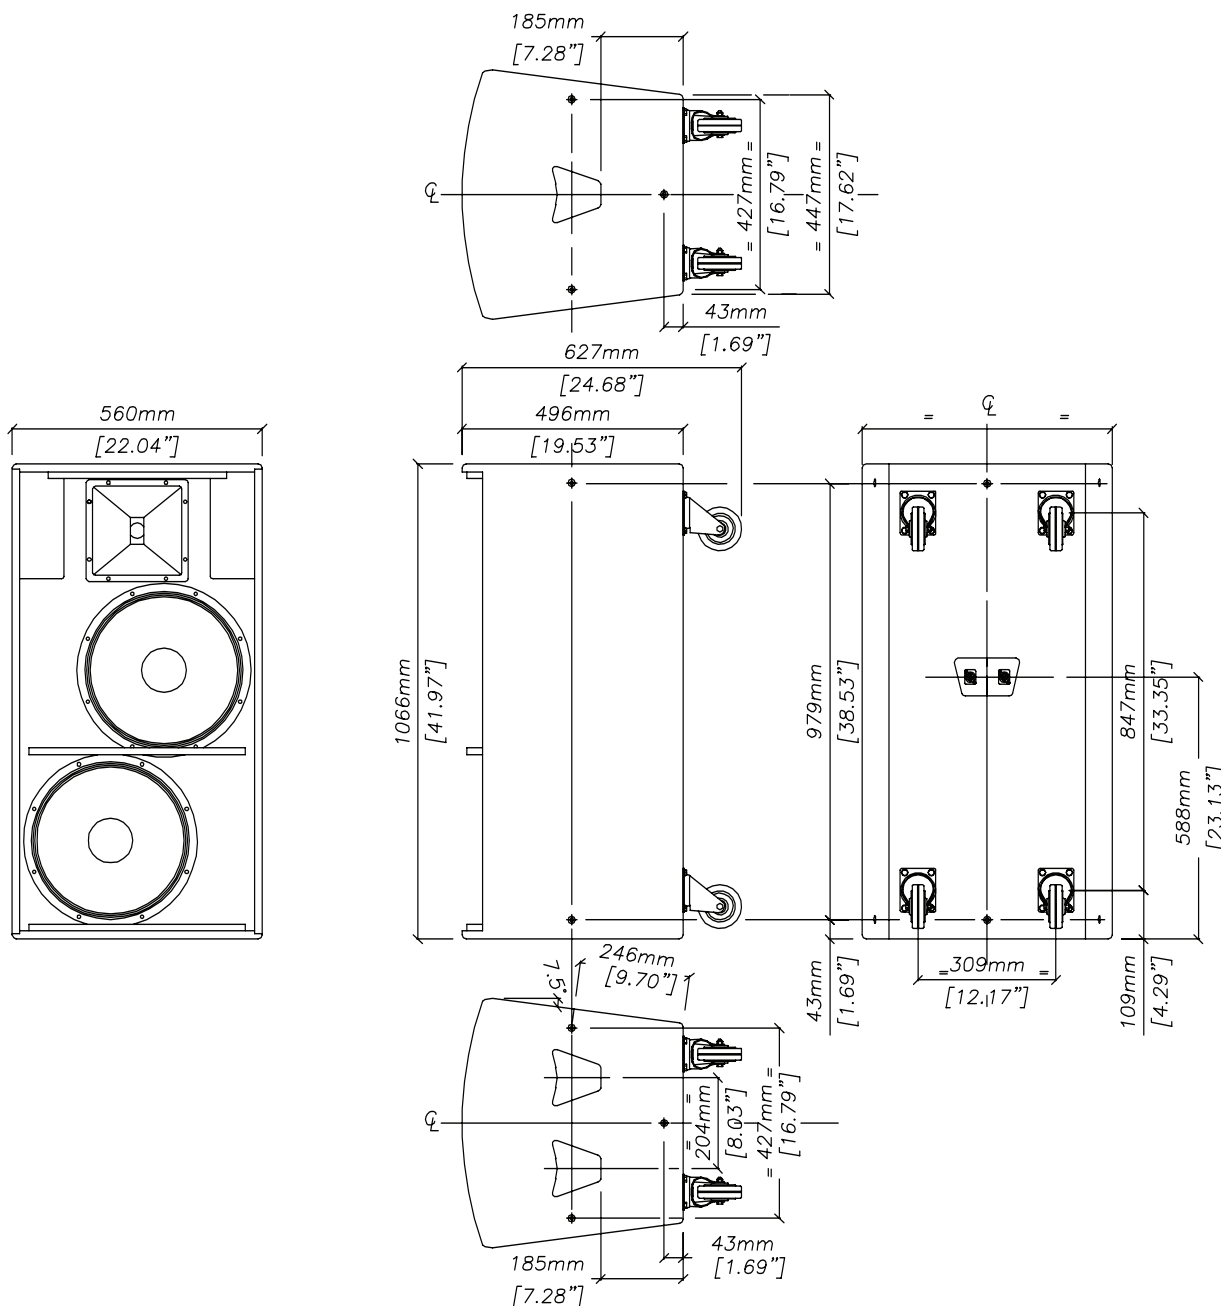 185mm
[7.28”]
℄
= 427mm =
[16.79”]
= 447mm =
[17.62”]
43mm
[1.69”]
627mm
[24.68”]
560mm
[22.04”]
496mm
[19.53”]
= ℄ =
1066mm
[41.97”]
979mm
[38.53”]
847mm
[33.35”]
588mm
[23.13”]
43mm
[1.69”]
=309mm =
[12.17”]
109mm
[4.29”]
7.5°
246mm
[9.70”]
℄
= 204mm =
[8.03”]
= 427mm =
[16.79”]
43mm
[1.69”]
185mm
[7.28”]